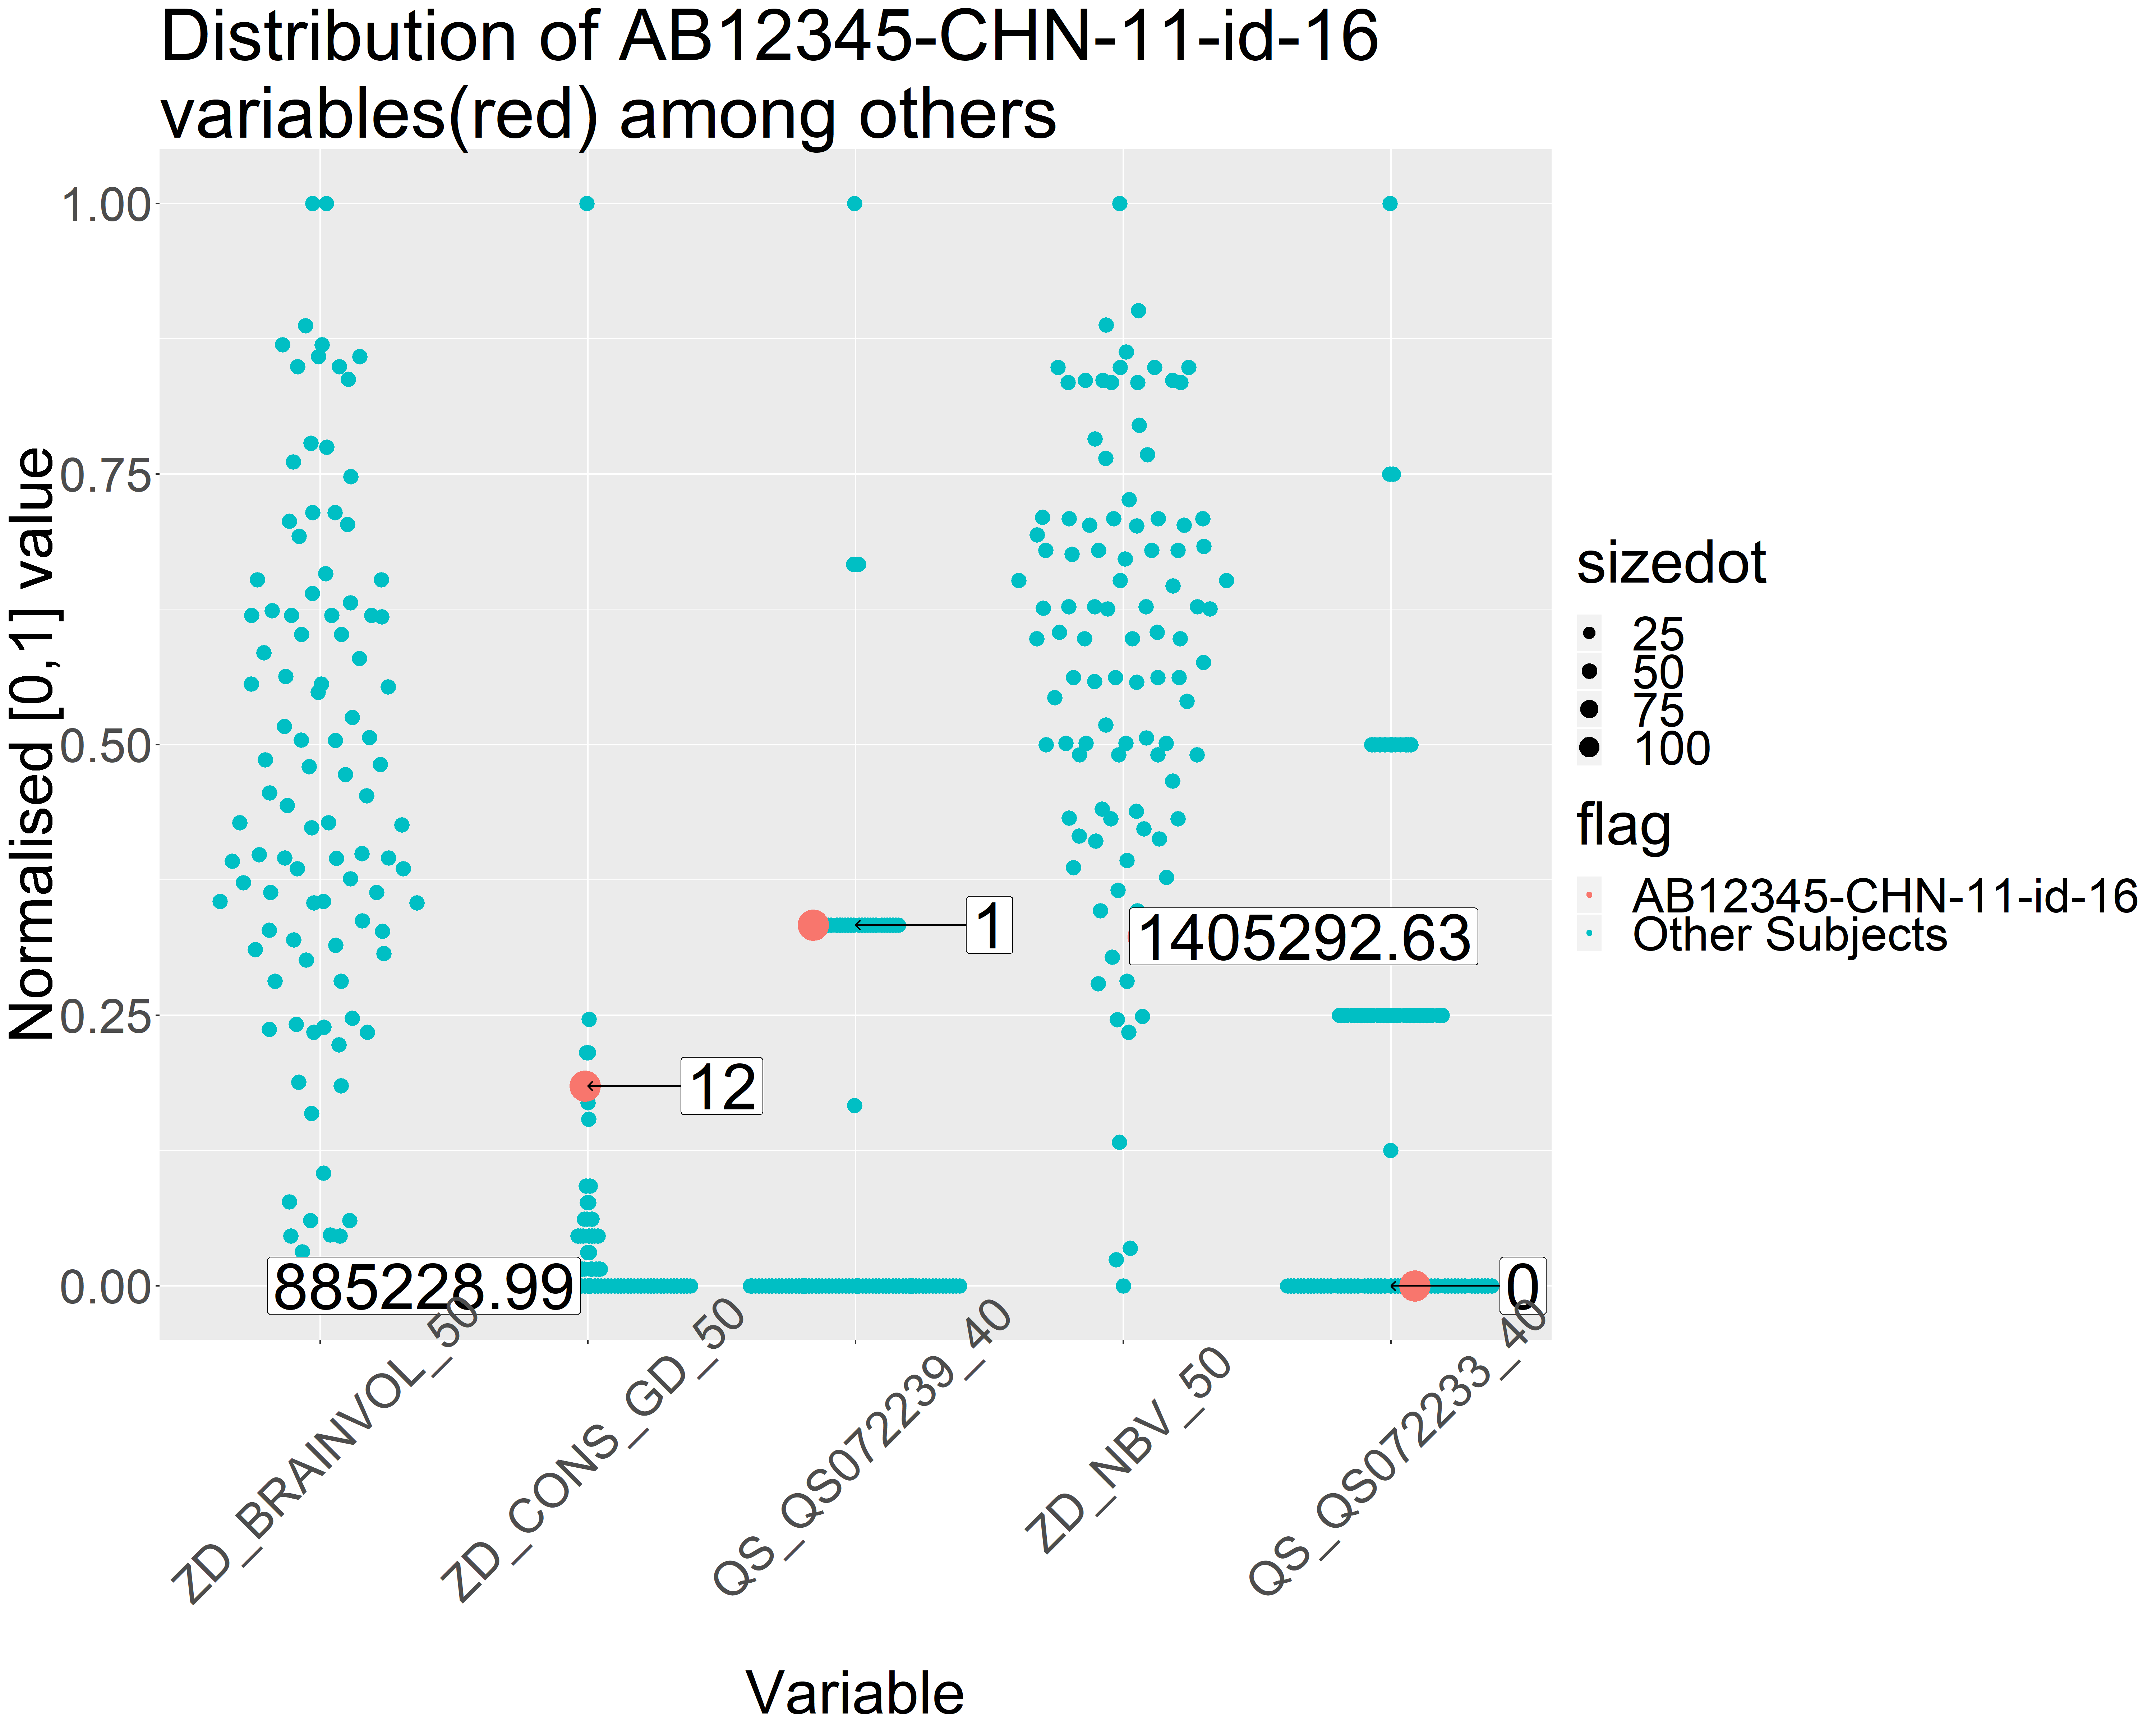 Distribution of AB12345-CHN-11-id-16
variables(red) among others
Normalised [0,1] value
1.00
0.75
0.50
0.25
0.00
1
1405292.63
12
885228.99
0
ZD_BRAINVOL_50
ZD_CONS_GD_50
QS_QS072239_40
ZD_NBV_50
QS_QS072233_40
Variable
sizedot
25
50
75
100
flag
AB12345-CHN-11-id-16
Other Subjects